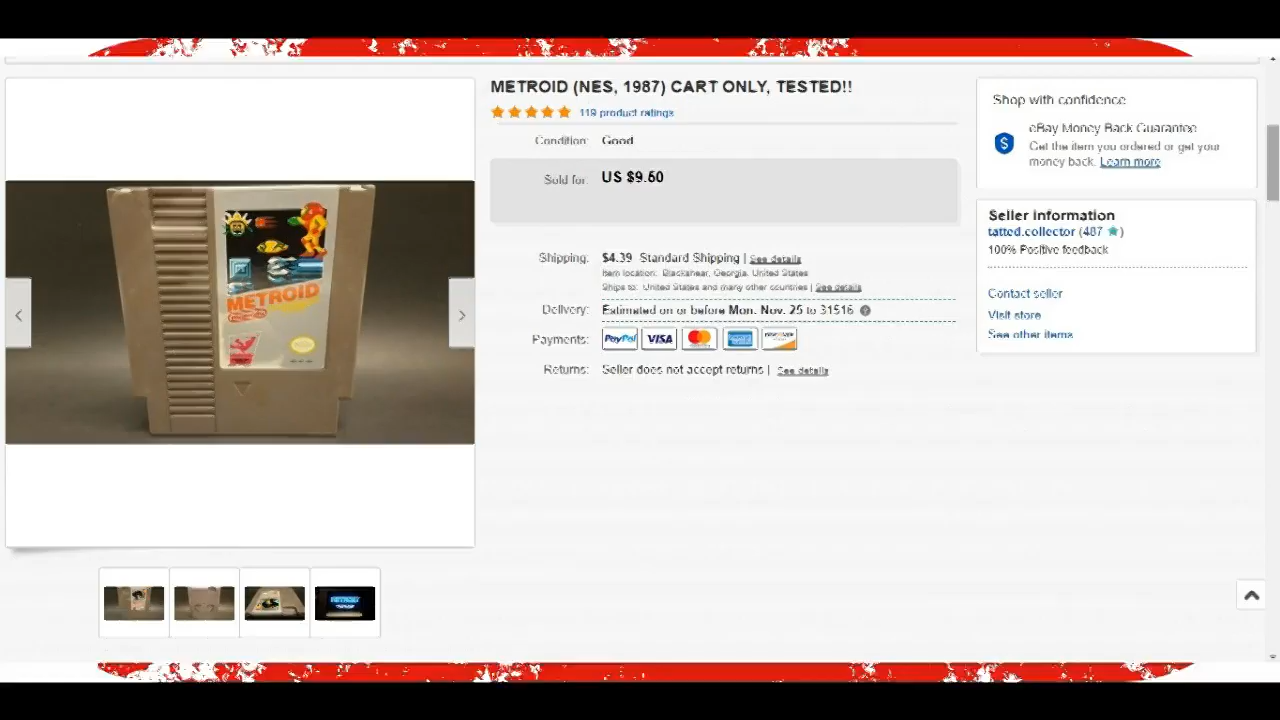 METROID (NES, 1987) CART ONLY, TESTED!!
119 product ratings
Condition: Good
Sold for: US $9.50
Shipping: $4.39 Standard Shipping | See details
Item location: Blackshear, Georgia, United States
Ships to: United States and many other countries | See details
Delivery: Estimated on or before Mon. Nov. 25 to 31516
Payments: PayPal VISA
Returns: Seller does not accept returns | See details
Shop with confidence
eBay Money Back Guarantee
Get the item you ordered or get your
money back. Learn more
Seller information
tatted.collector (487 )
100% Positive feedback
Contact seller
Visit store
See other items
METROID
METROID